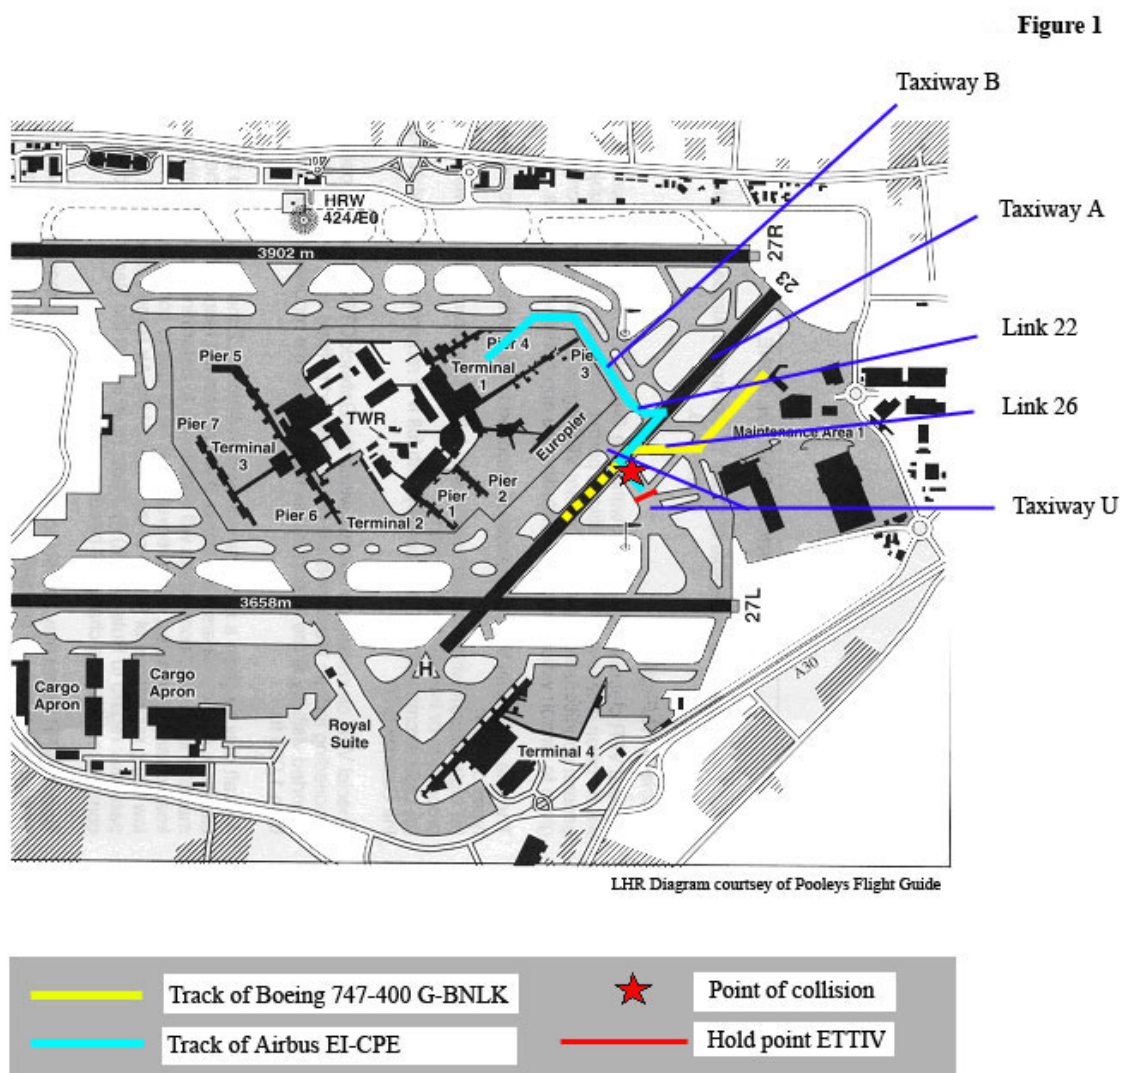 Figure 1
Taxiway B
Taxiway A
Link 22
Link 26
Taxiway U
HRW
424ÆØ
3902 m
27R
23
Pier 5
Pier 4
Terminal
1
Pier
3
TWR
Pier 7
Terminal
3
Europier
Maintenance Area 1
Pier
2
Pier
1
Pier 6
Terminal 2
3658m
27L
H
A30
Cargo
Apron
Cargo
Apron
Royal
Suite
Terminal 4
LHR Diagram courtsey of Pooleys Flight Guide
Track of Boeing 747-400 G-BNLK
Point of collision
Track of Airbus EI-CPE
Hold point ETTIV